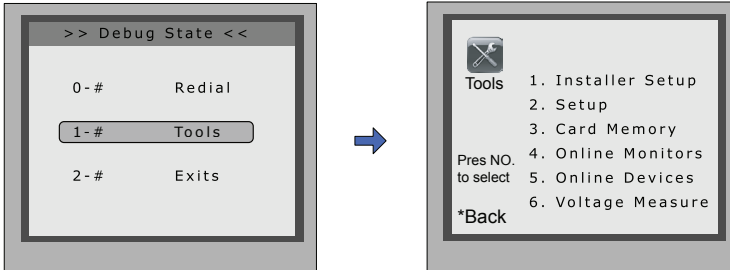 >> Debug State <<
0-# Redial
1-# Tools
2-# Exits
Tools
1. Installer Setup
2. Setup
3. Card Memory
4. Online Monitors
5. Online Devices
6. Voltage Measure
Pres NO.
to select
*Back